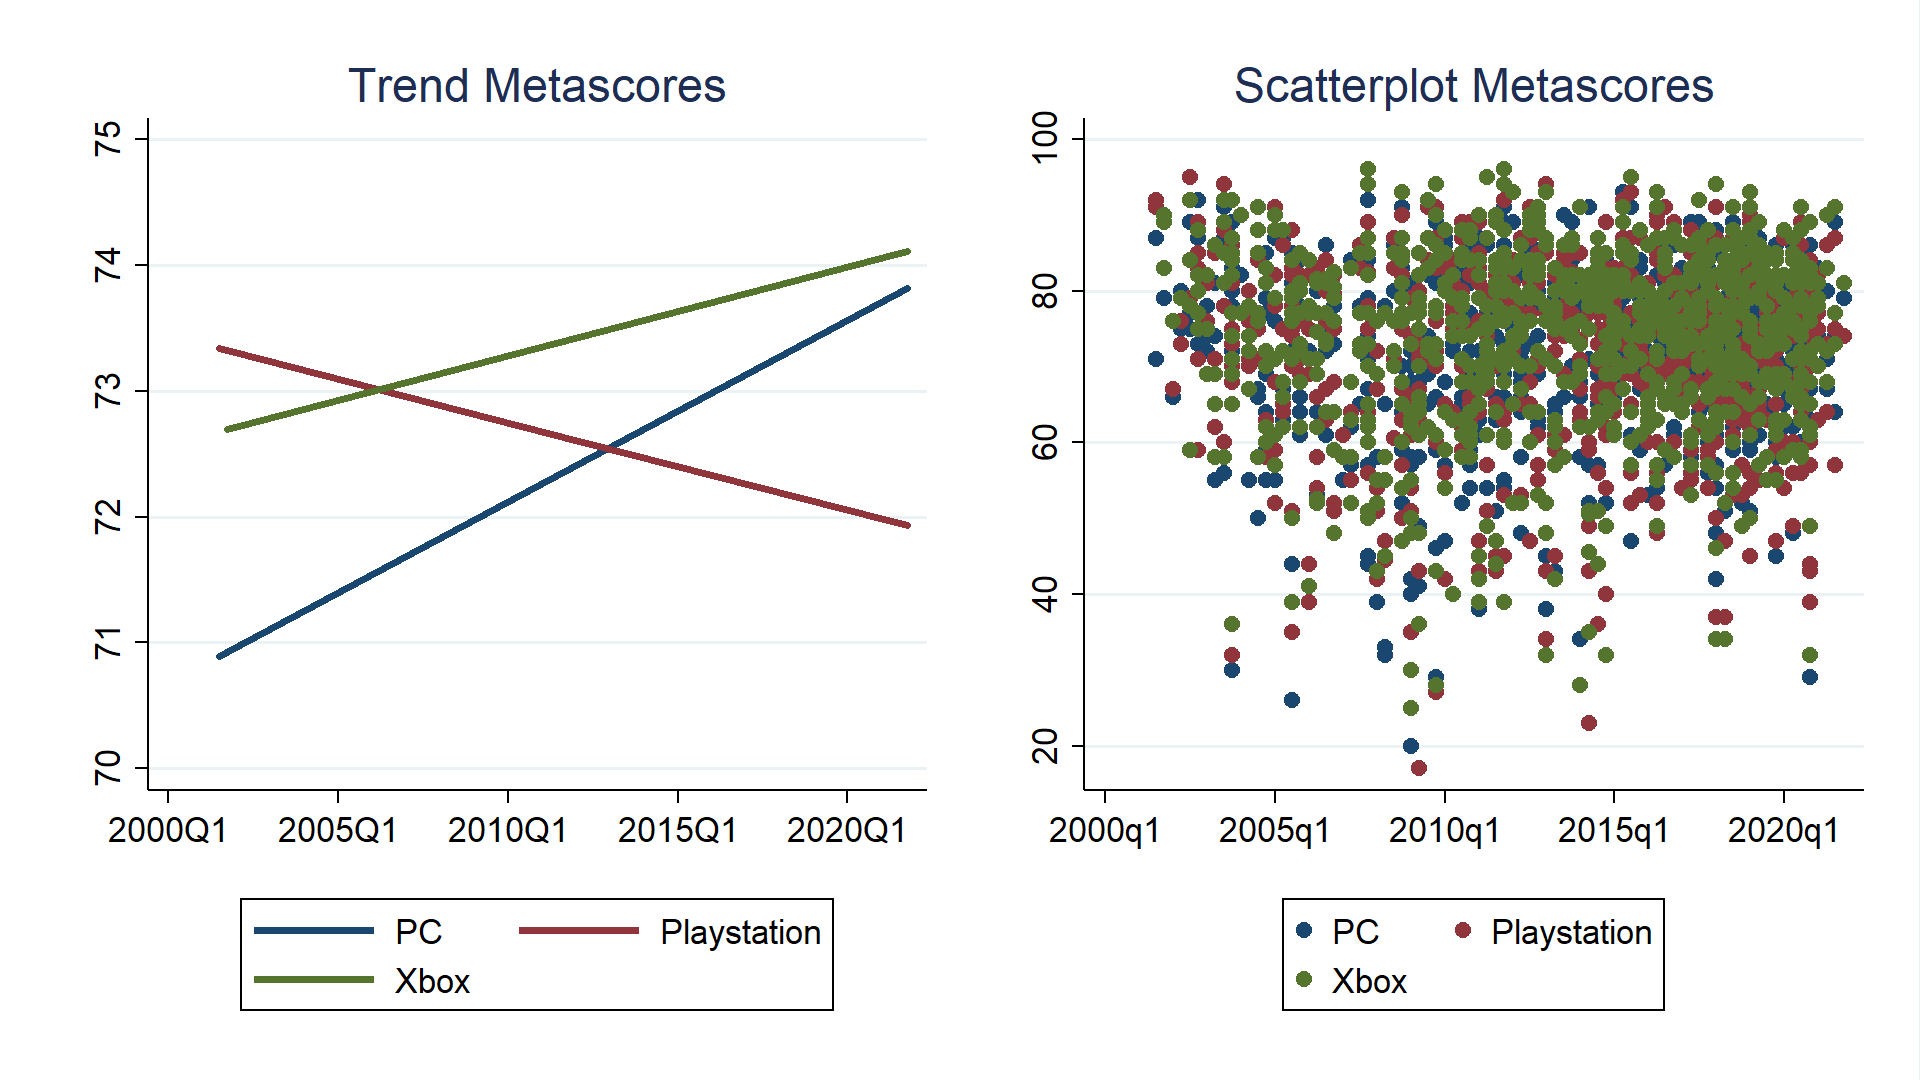 Trend Metascores
75
74
73
72
71
70
2000Q1 2005Q1 2010Q1 2015Q1 2020Q1
PC Playstation
Xbox
Scatterplot Metascores
100
80
60
40
20
2000q1 2005q1 2010q1 2015q1 2020q1
PC Playstation
Xbox